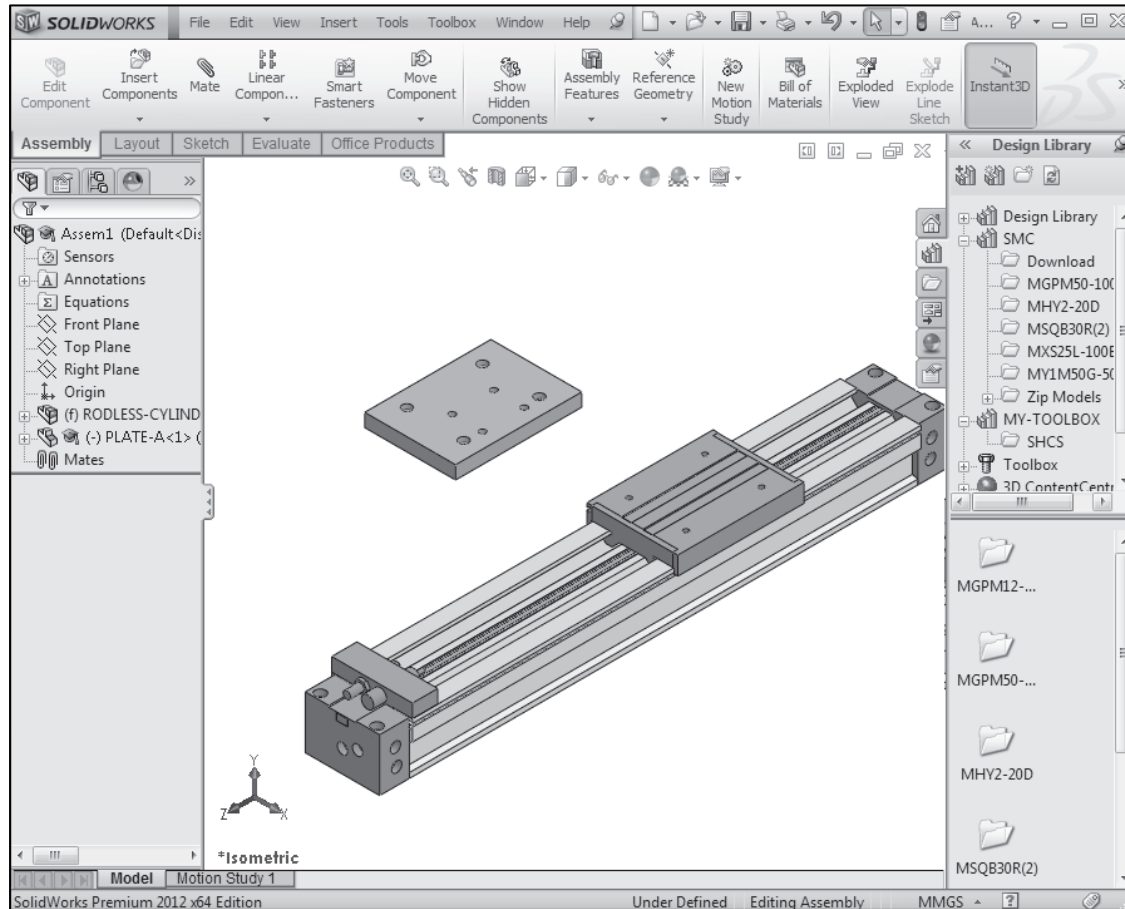 SW SOLIDWORKS File Edit View Insert Tools Toolbox Window Help A... ?
Edit Component
Insert Components
Mate
Linear Compon...
Smart Fasteners
Move Component
Show Hidden Components
Assembly Features
Reference Geometry
New Motion Study
Bill of Materials
Exploded View
Explode Line Sketch
Instant3D
Assembly Layout Sketch Evaluate Office Products
Assem1 (Default<Dis
Sensors
A Annotations
Σ Equations
Front Plane
Top Plane
Right Plane
Origin
(f) RODLESS-CYLIND
(-) PLATE-A<1> (
Mates
Y
Z X
*Isometric
« Design Library
Design Library
SMC
Download
MGPM50-100
MHY2-20D
MSQB30R(2)
MXS25L-100B
MY1M50G-50
Zip Models
MY-TOOLBOX
SHCS
Toolbox
3D ContentCentr
MGPM12-...
MGPM50-...
MHY2-20D
MSQB30R(2)
Model Motion Study 1
SolidWorks Premium 2012 x64 Edition Under Defined Editing Assembly MMGS ?